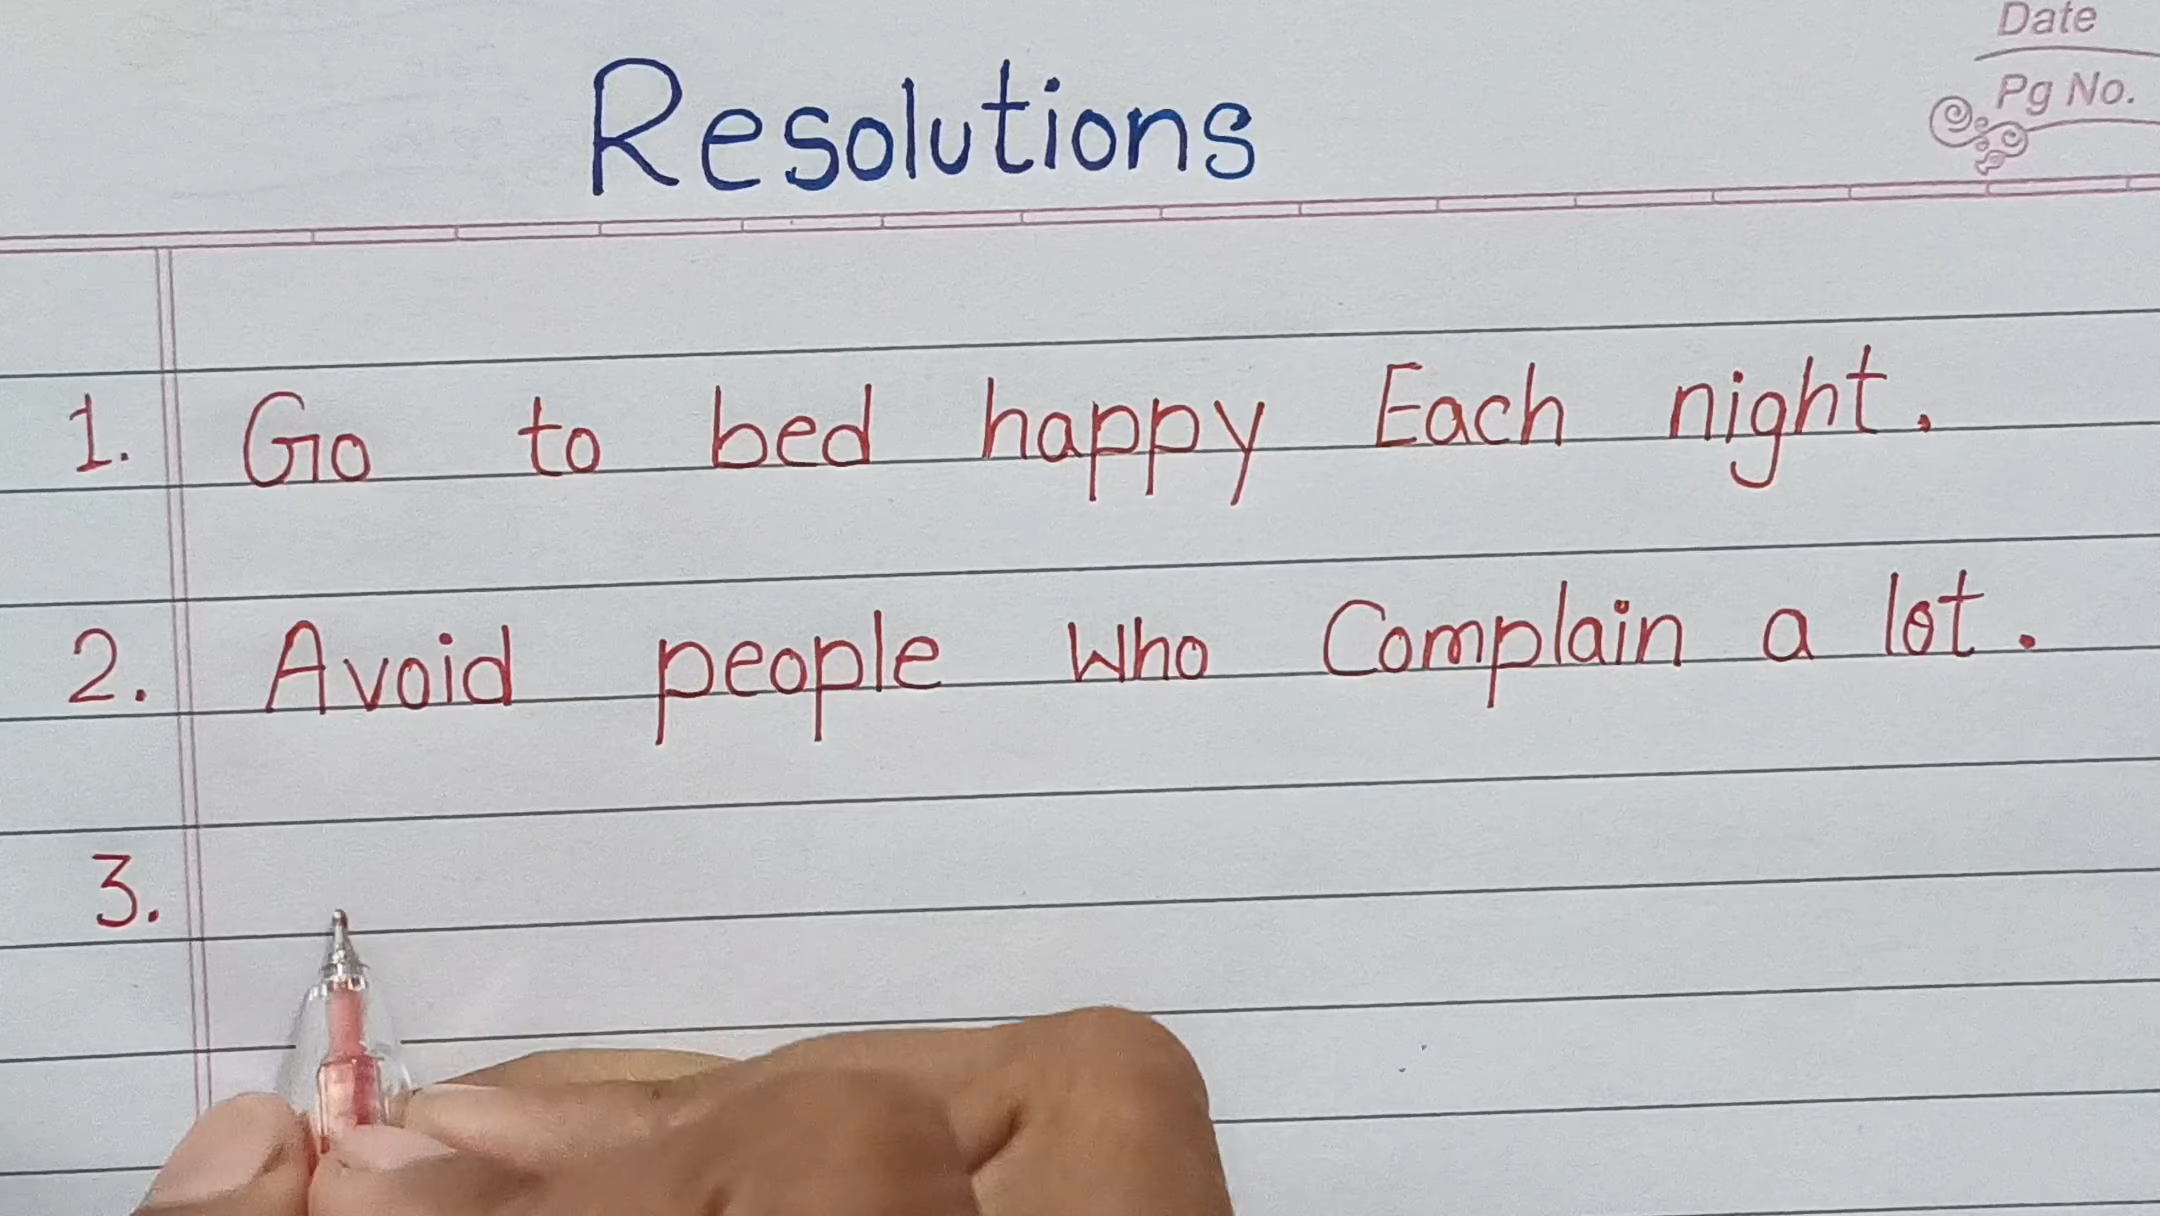 Date
Pg No.
Resolutions
1. Go to bed happy Each night.
2. Avoid people Who Complain a lot.
3.